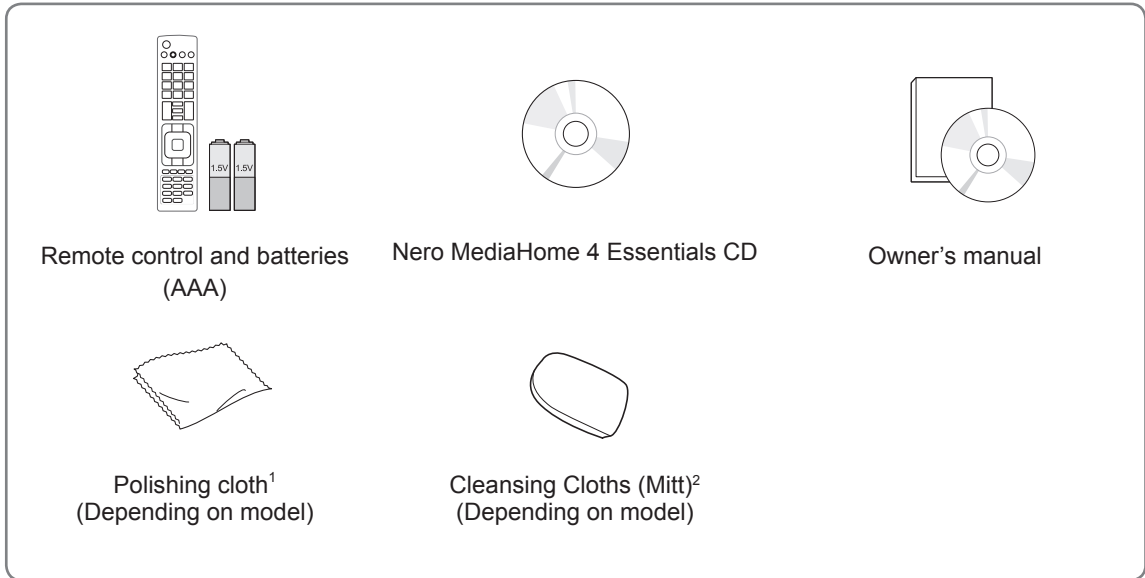 1.5V 1.5V
Remote control and batteries
(AAA)
Nero MediaHome 4 Essentials CD
Owner’s manual
Polishing cloth¹
(Depending on model)
Cleansing Cloths (Mitt)²
(Depending on model)